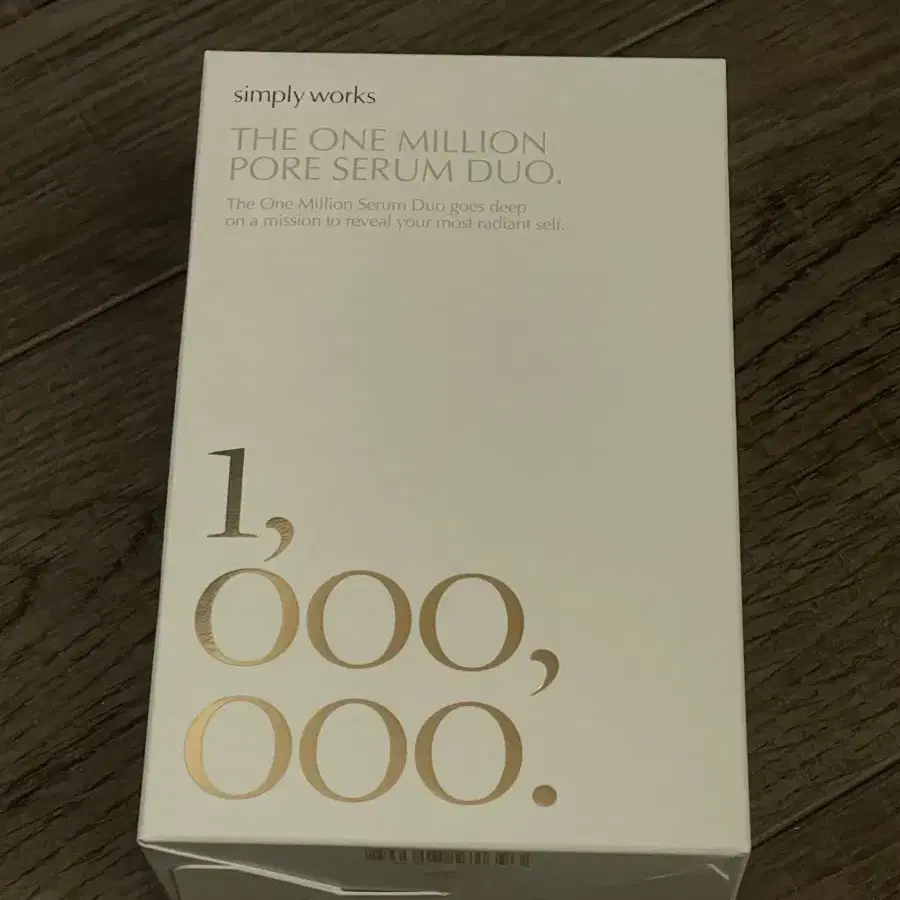 simply works
THE ONE MILLION
PORE SERUM DUO.
The One Million Serum Duo goes deep
on a mission to reveal your most radiant self.
1,
000,
000.